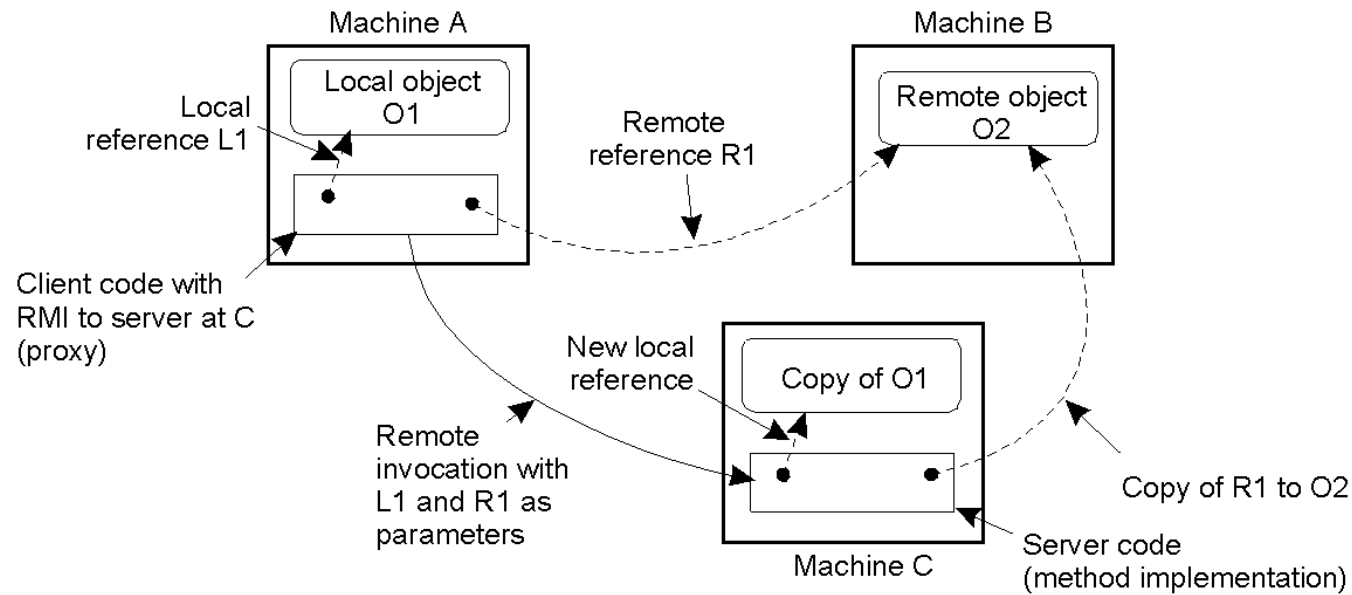 Machine A
Machine B
Local object
O1
Local
reference L1
Remote
reference R1
Remote object
O2
Client code with
RMI to server at C
(proxy)
New local
reference
Copy of O1
Remote
invocation with
L1 and R1 as
parameters
Copy of R1 to O2
Machine C
Server code
(method implementation)